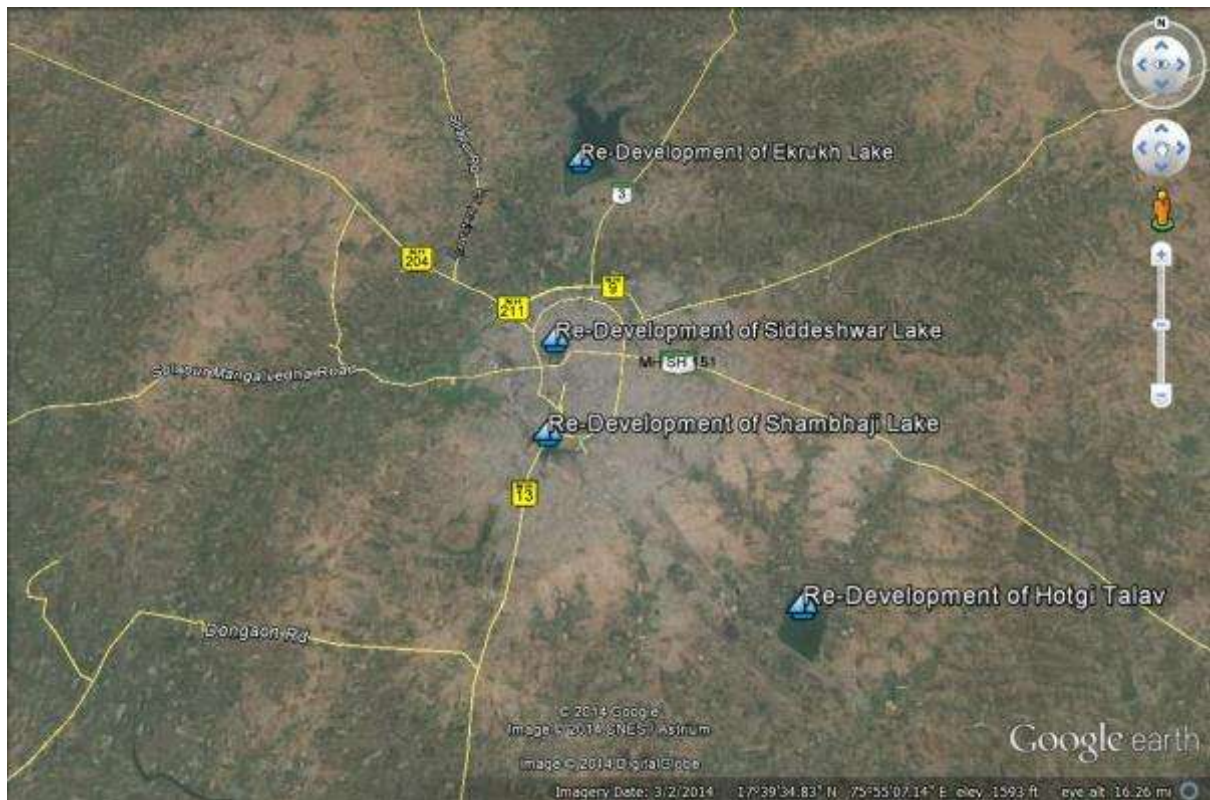 N
Re-Development of Ekrukh Lake
3
NH
204
NH
211
9
Re-Development of Siddeshwar Lake
MH SH 151
Solapur Mangalvedha Road
Re-Development of Shambhaji Lake
13
Re-Development of Hotgi Talav
Dongaon Rd
© 2014 Google
Image © 2014 CNES / Astrium
Image © 2014 DigitalGlobe
Google earth
Imagery Date: 3/2/2014 17°39'34.83" N 75°55'07.14" E elev 1593 ft eye alt 16.26 mi